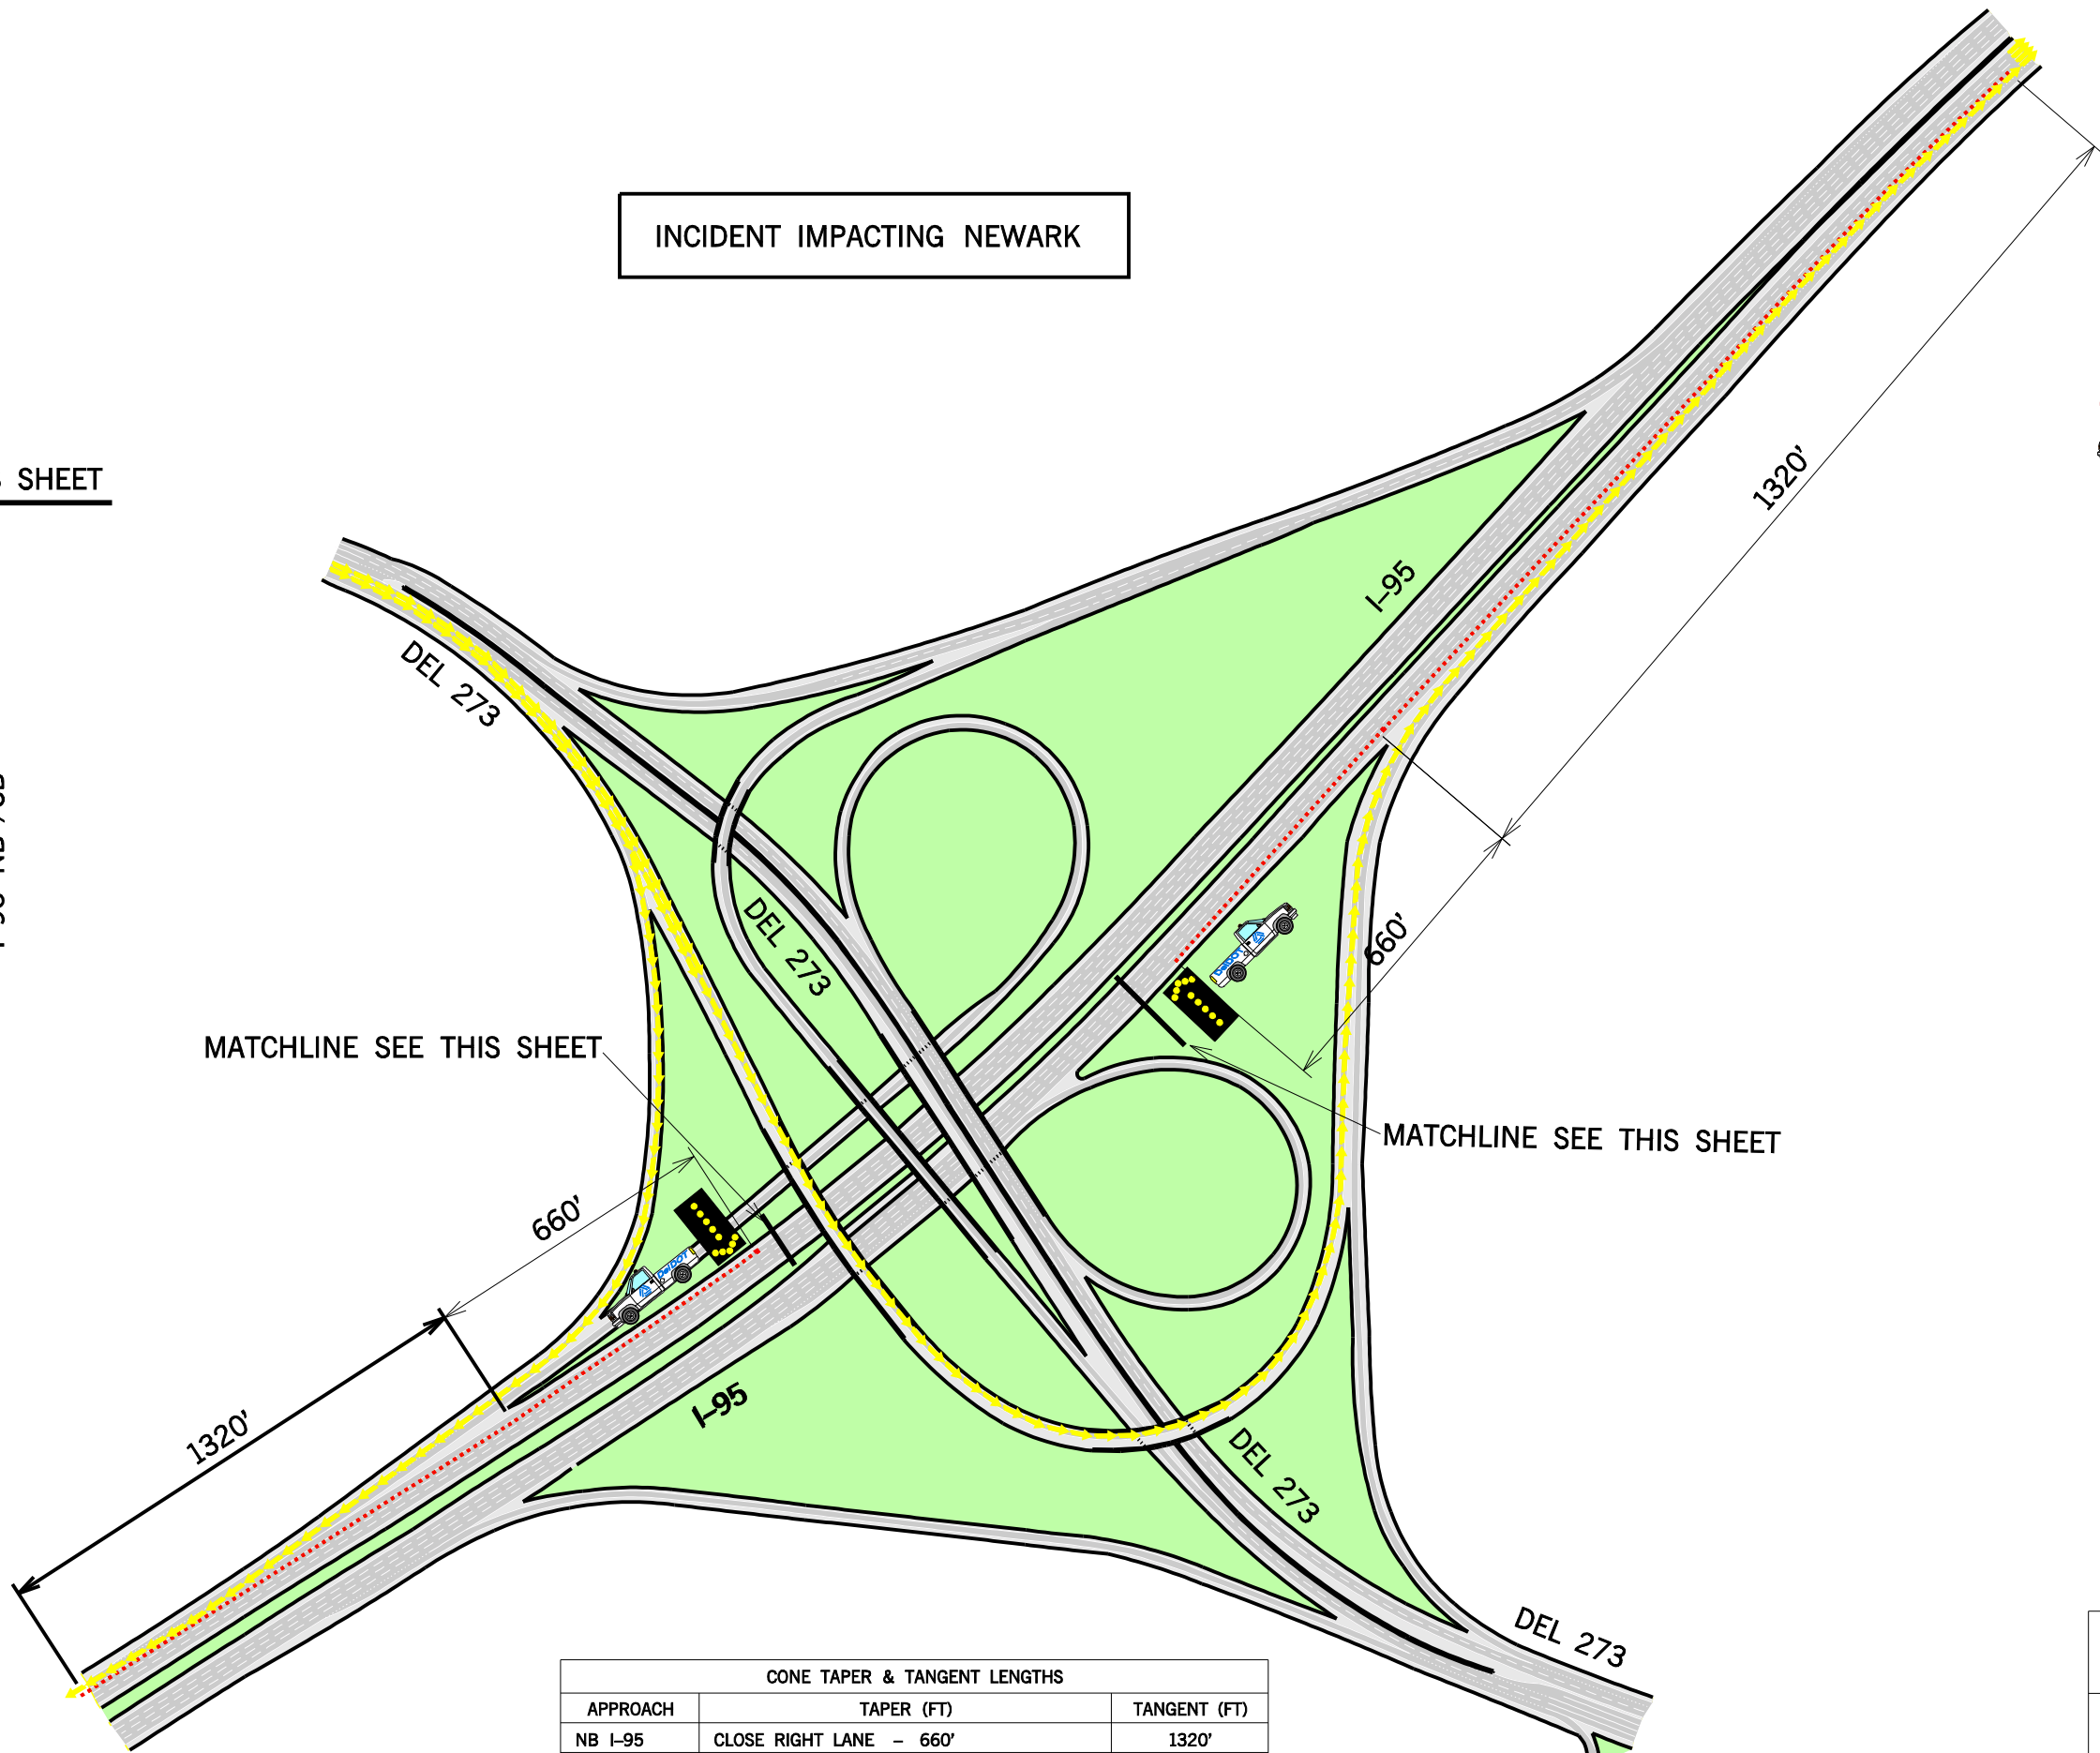 INCIDENT IMPACTING NEWARK
SHEET
1320'
I-95
DEL 273
DEL 273
DelDOT
660'
MATCHLINE SEE THIS SHEET
MATCHLINE SEE THIS SHEET
660'
DelDOT
1320'
I-95
DEL 273
DEL 273
CONE TAPER & TANGENT LENGTHS
APPROACH TAPER (FT) TANGENT (FT)
NB I-95 CLOSE RIGHT LANE - 660' 1320'